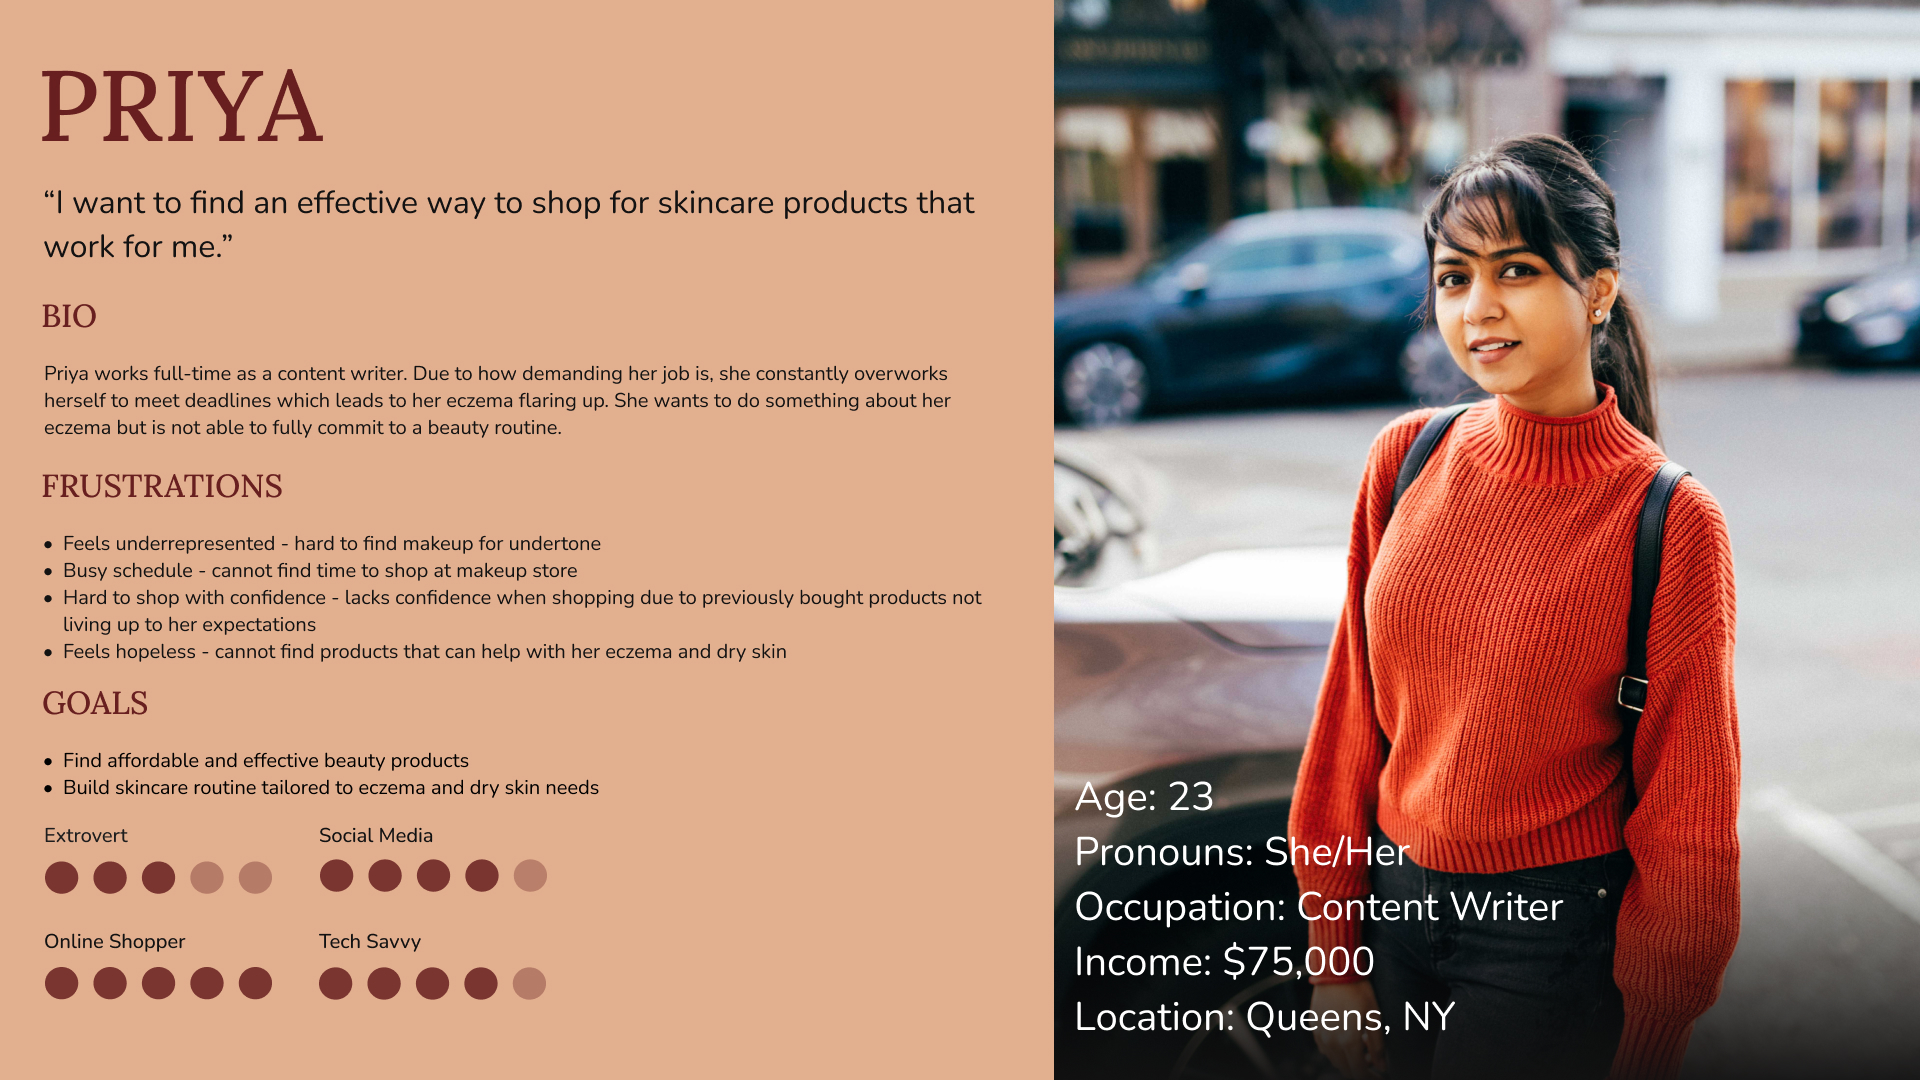 PRIYA
“I want to find an effective way to shop for skincare products that
work for me.”
BIO
Priya works full-time as a content writer. Due to how demanding her job is, she constantly overworks
herself to meet deadlines which leads to her eczema flaring up. She wants to do something about her
eczema but is not able to fully commit to a beauty routine.
FRUSTRATIONS
• Feels underrepresented - hard to find makeup for undertone
• Busy schedule - cannot find time to shop at makeup store
• Hard to shop with confidence - lacks confidence when shopping due to previously bought products not
living up to her expectations
• Feels hopeless - cannot find products that can help with her eczema and dry skin
GOALS
• Find affordable and effective beauty products
• Build skincare routine tailored to eczema and dry skin needs
Extrovert
Social Media
Online Shopper
Tech Savvy
Age: 23
Pronouns: She/Her
Occupation: Content Writer
Income: $75,000
Location: Queens, NY